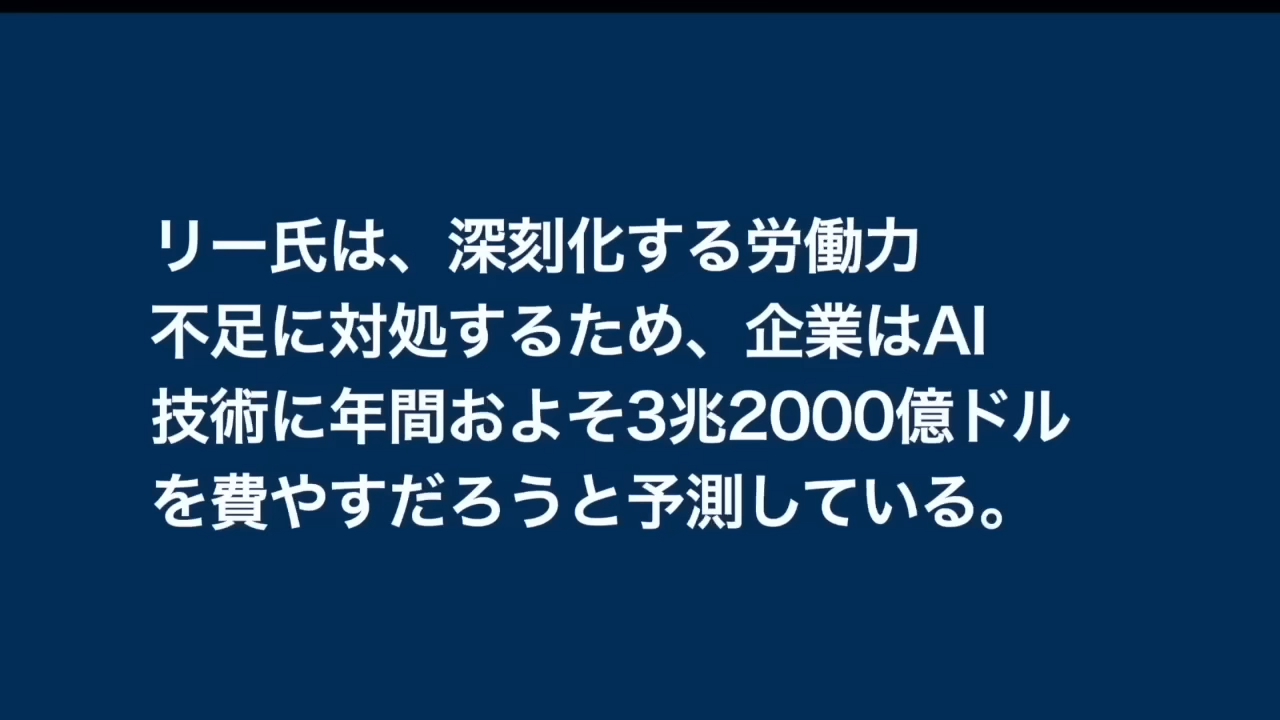 リー氏は、深刻化する労働力
不足に対処するため、企業はAI
技術に年間およそ3兆2000億ドル
を費やすだろうと予測している。